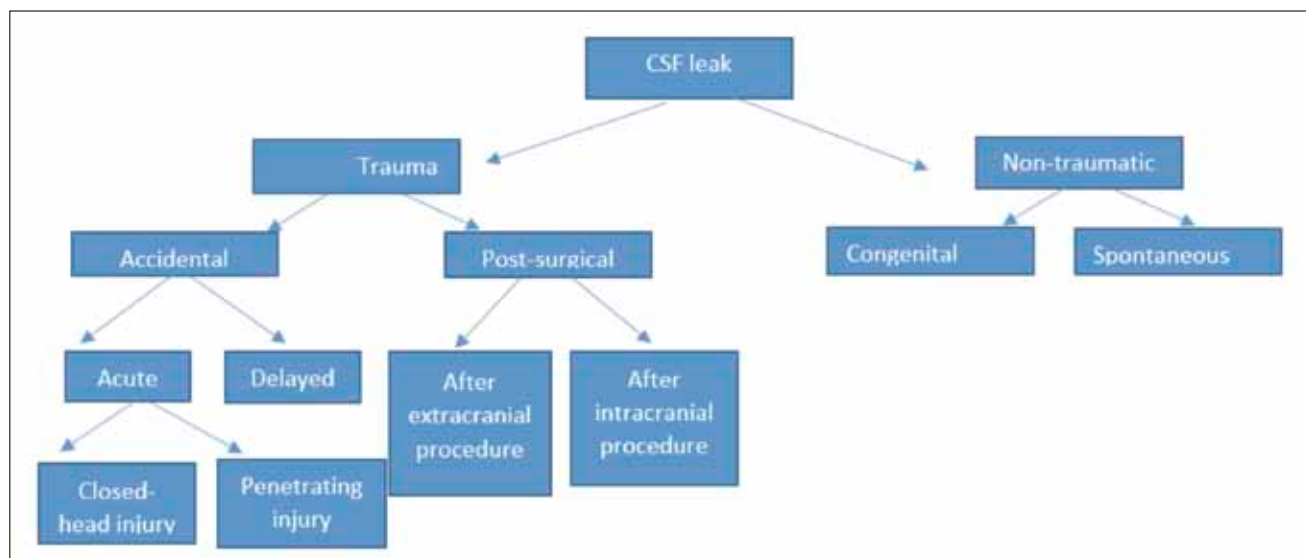 CSF leak
Trauma
Non-traumatic
Accidental
Post-surgical
Congenital
Spontaneous
Acute
Delayed
After
extracranial
procedure
After
intracranial
procedure
Closed-
head injury
Penetrating
injury